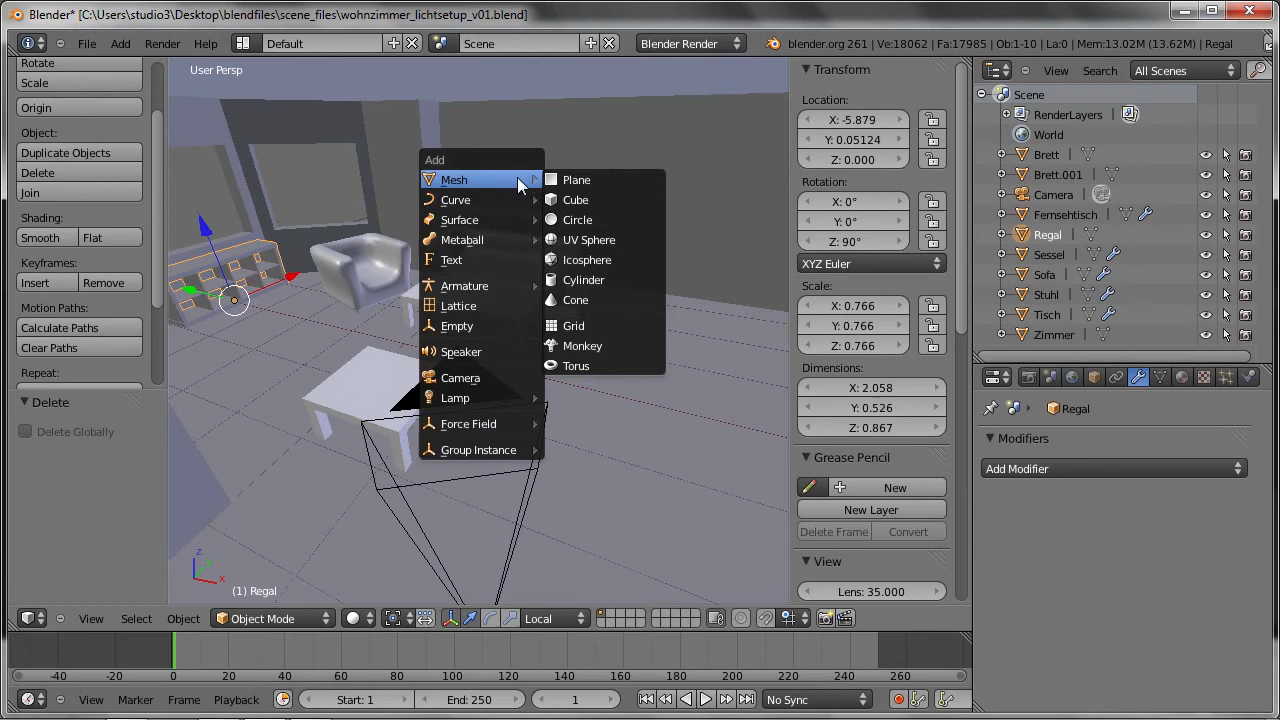 Blender* [C:\Users\studio3\Desktop\blendfiles\scene_files\wohnzimmer_lichtsetup_v01.blend]
File Add Render Help Default Scene Blender Render blender.org 261 | Ve:18062 | Fa:17985 | Ob:1-10 | La:0 | Mem:13.02M (13.62M) | Regal
Rotate
Scale
Origin
Object:
Duplicate Objects
Delete
Join
Shading:
Smooth Flat
Keyframes:
Insert Remove
Motion Paths:
Calculate Paths
Clear Paths
Repeat:
Delete
Delete Globally
User Persp
Add
Mesh
Curve
Surface
Metaball
Text
Armature
Lattice
Empty
Speaker
Camera
Lamp
Force Field
Group Instance
Plane
Cube
Circle
UV Sphere
Icosphere
Cylinder
Cone
Grid
Monkey
Torus
z
y
x
(1) Regal
Transform
Location:
X: -5.879
Y: 0.05124
Z: 0.000
Rotation:
X: 0°
Y: 0°
Z: 90°
XYZ Euler
Scale:
X: 0.766
Y: 0.766
Z: 0.766
Dimensions:
X: 2.058
Y: 0.526
Z: 0.867
Grease Pencil
New
New Layer
Delete Frame Convert
View
Lens: 35.000
View Search All Scenes
Scene
RenderLayers
World
Brett
Brett.001
Camera
Fernsehtisch
Regal
Sessel
Sofa
Stuhl
Tisch
Zimmer
Regal
Modifiers
Add Modifier
View Select Object Object Mode Local
-40 -20 0 20 40 60 80 100 120 140 160 180 200 220 240 260
View Marker Frame Playback Start: 1 End: 250 1 No Sync